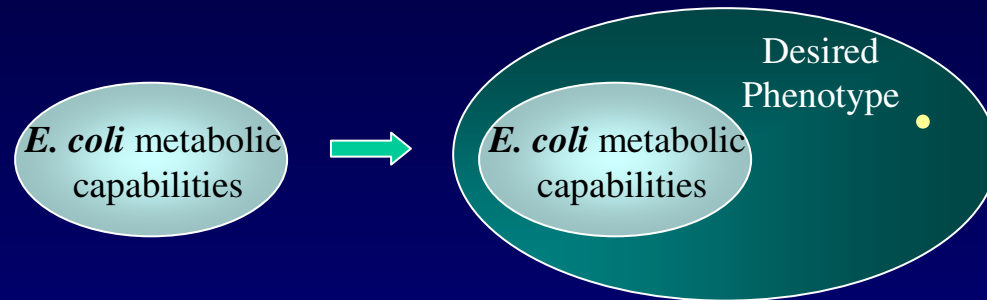 E. coli metabolic
capabilities
Desired
Phenotype
E. coli metabolic
capabilities